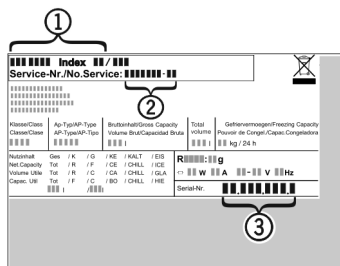 1
Index /
Service-Nr./No.Service: -
2
Klasse/Class Ap-Typ/AP-Type Bruttoinhalt/Gross Capacity Total Gefriervermoegen/Freezing Capacity
Classe/Classe AP-Type/AP-Tipo Volume Brut/Capacidad Bruta volume Pouvoir de Congel./Capac.Congeladora
l l kg / 24 h
Nutzinhalt Ges / K / G / KE / KALT / EIS
Net Capacity Tot / R / F / CE / CHILL / ICE
Volume Utile Tot / R / C / CA / CHILL / GLA
Capac. Util Tot / F / C / BO / CHILL / HIE
l / l
R : g
W A - V Hz
Serial-Nr. . . .
3